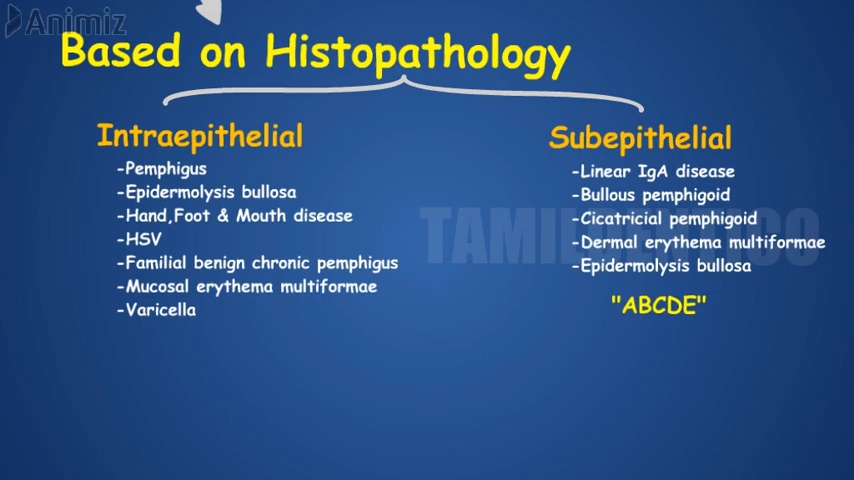 Animiz
Based on Histopathology
Intraepithelial
-Pemphigus
-Epidermolysis bullosa
-Hand,Foot & Mouth disease
-HSV
-Familial benign chronic pemphigus
-Mucosal erythema multiformae
-Varicella
Subepithelial
-Linear IgA disease
-Bullous pemphigoid
-Cicatricial pemphigoid
-Dermal erythema multiformae
-Epidermolysis bullosa
"ABCDE"